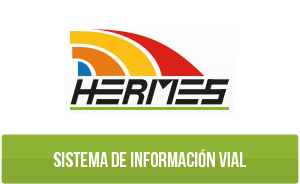 HERMES
SISTEMA DE INFORMACIÓN VIAL